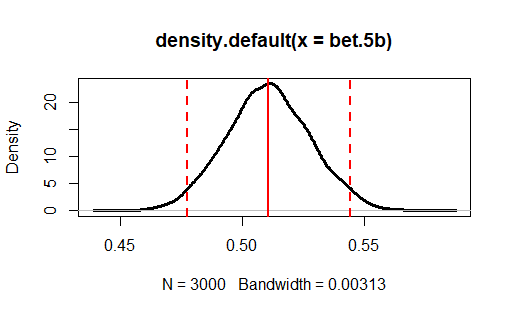 density.default(x = bet.5b)
Density
20
10
5
0
0.45 0.50 0.55
N = 3000 Bandwidth = 0.00313